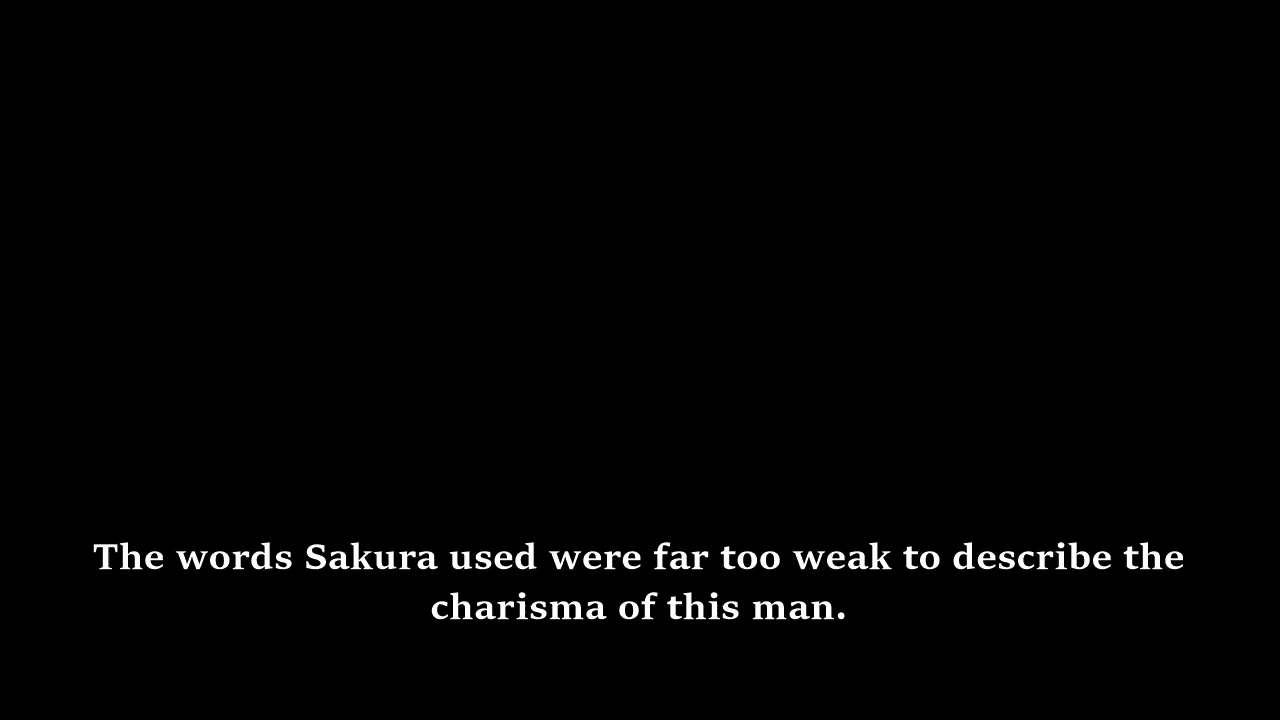 The words Sakura used were far too weak to describe the
charisma of this man.